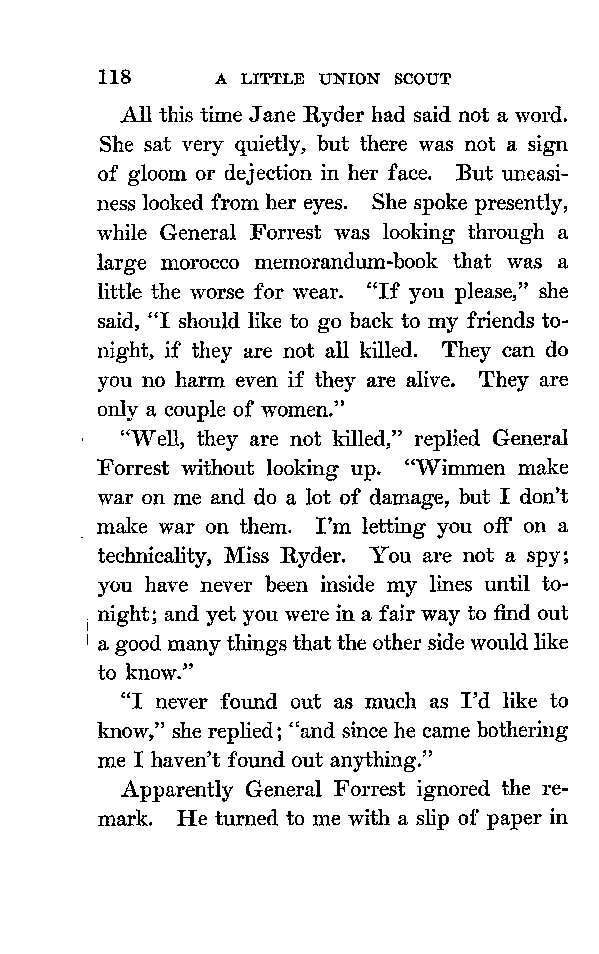 118 A LITTLE UNION SCOUT
All this time Jane Ryder had said not a word.
She sat very quietly, but there was not a sign
of gloom or dejection in her face. But uneasi-
ness looked from her eyes. She spoke presently,
while General Forrest was looking through a
large morocco memorandum-book that was a
little the worse for wear. “If you please,” she
said, “I should like to go back to my friends to-
night, if they are not all killed. They can do
you no harm even if they are alive. They are
only a couple of women.”
“Well, they are not killed,” replied General
Forrest without looking up. “Wimmen make
war on me and do a lot of damage, but I don’t
make war on them. I’m letting you off on a
technicality, Miss Ryder. You are not a spy;
you have never been inside my lines until to-
night; and yet you were in a fair way to find out
a good many things that the other side would like
to know.”
“I never found out as much as I’d like to
know,” she replied; “and since he came bothering
me I haven’t found out anything.”
Apparently General Forrest ignored the re-
mark. He turned to me with a slip of paper in